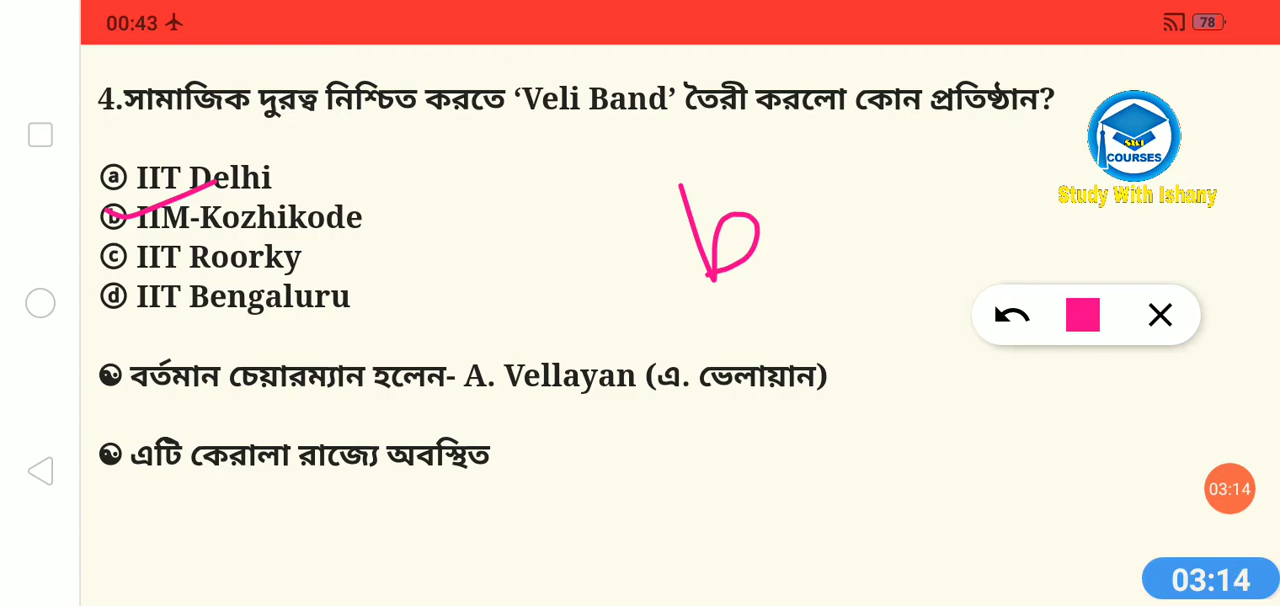 00:43
78
4.সামাজিক দুরত্ব নিশ্চিত করতে ‘Veli Band’ তৈরী করলো কোন প্রতিষ্ঠান?
ⓐ IIT Delhi
ⓑ IIM-Kozhikode
ⓒ IIT Roorky
ⓓ IIT Bengaluru
b
COURSES
Study With Ishany
☯ বর্তমান চেয়ারম্যান হলেন- A. Vellayan (এ. ভেলায়ান)
☯ এটি কেরালা রাজ্যে অবস্থিত
03:14
03:14